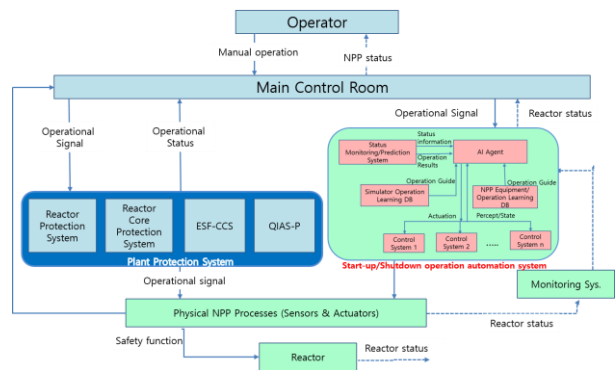 Operator
Manual operation
NPP status
Main Control Room
Operational
Signal
Operational
Status
Operational Signal
Reactor status
Status
information
Status
Monitoring/Prediction
System
AI Agent
Operation
Results
Operation Guide
Operation Guide
Simulator Operation
Learning DB
NPP Equipment/
Operation Learning
DB
Actuation
Percept/State
Control
System 1
Control
System 2
.....
Control
System n
Start-up/Shutdown operation automation system
Reactor
Protection
System
Reactor
Core
Protection
System
ESF-CCS
QIAS-P
Plant Protection System
Operational signal
Monitoring Sys.
Physical NPP Processes (Sensors & Actuators)
Reactor status
Safety function
Reactor
Reactor status